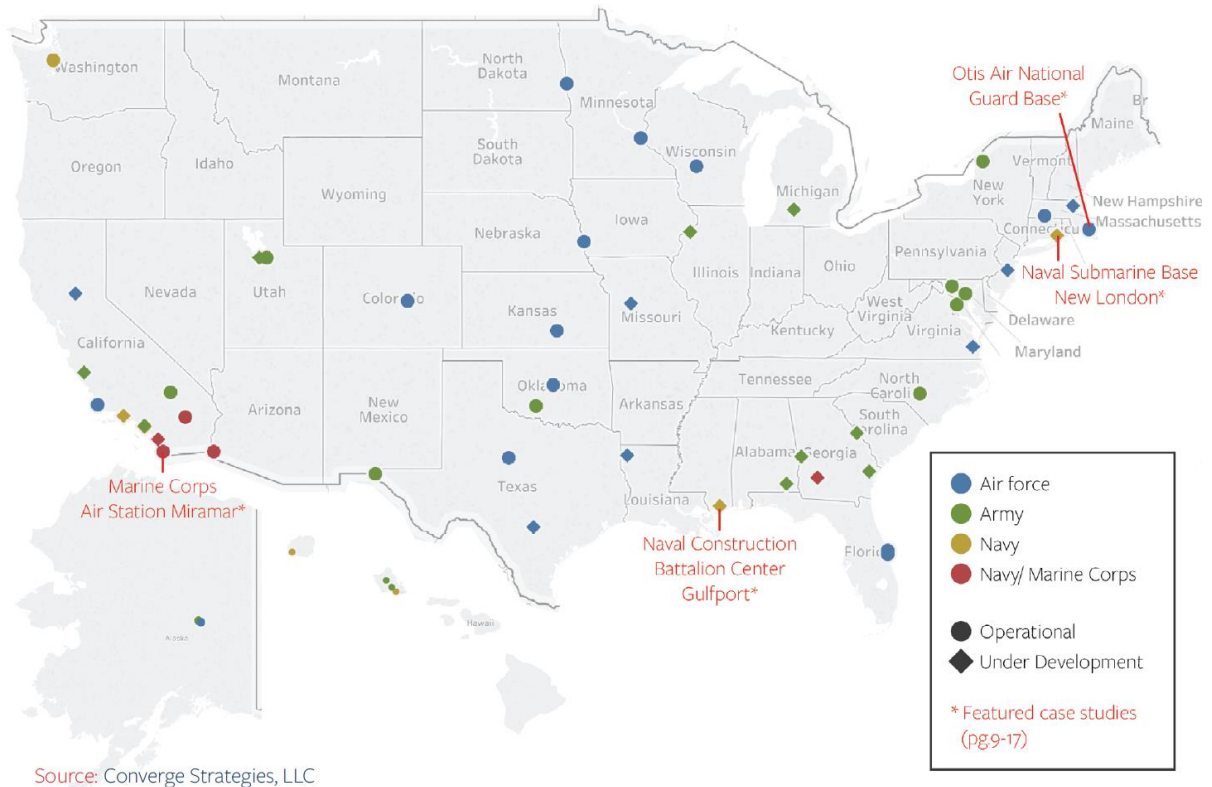 Washington
Montana
North
Dakota
Minnesota
Otis Air National
Guard Base*
Br
Maine
Oregon
Idaho
South
Dakota
Wisconsin
Vermont
Wyoming
Michigan
New
York
New Hampshire
Massachusetts
Iowa
Connecticu
Nebraska
Pennsylvania
Nevada
Utah
Colorado
Illinois
Indiana
Ohio
Naval Submarine Base
New London*
Kansas
Missouri
West
Virginia
Virginia
Delaware
California
Kentucky
Maryland
Tennessee
North
Caroli
Oklahoma
Arizona
New
Mexico
Arkansas
South
Carolina
Alabama
Georgia
Texas
Louisiana
Marine Corps
Air Station Miramar*
Naval Construction
Battalion Center
Gulfport*
Florid
Hawaii
Alaska
Air force
Army
Navy
Navy/ Marine Corps
Operational
Under Development
* Featured case studies
(pg.9-17)
Source: Converge Strategies, LLC